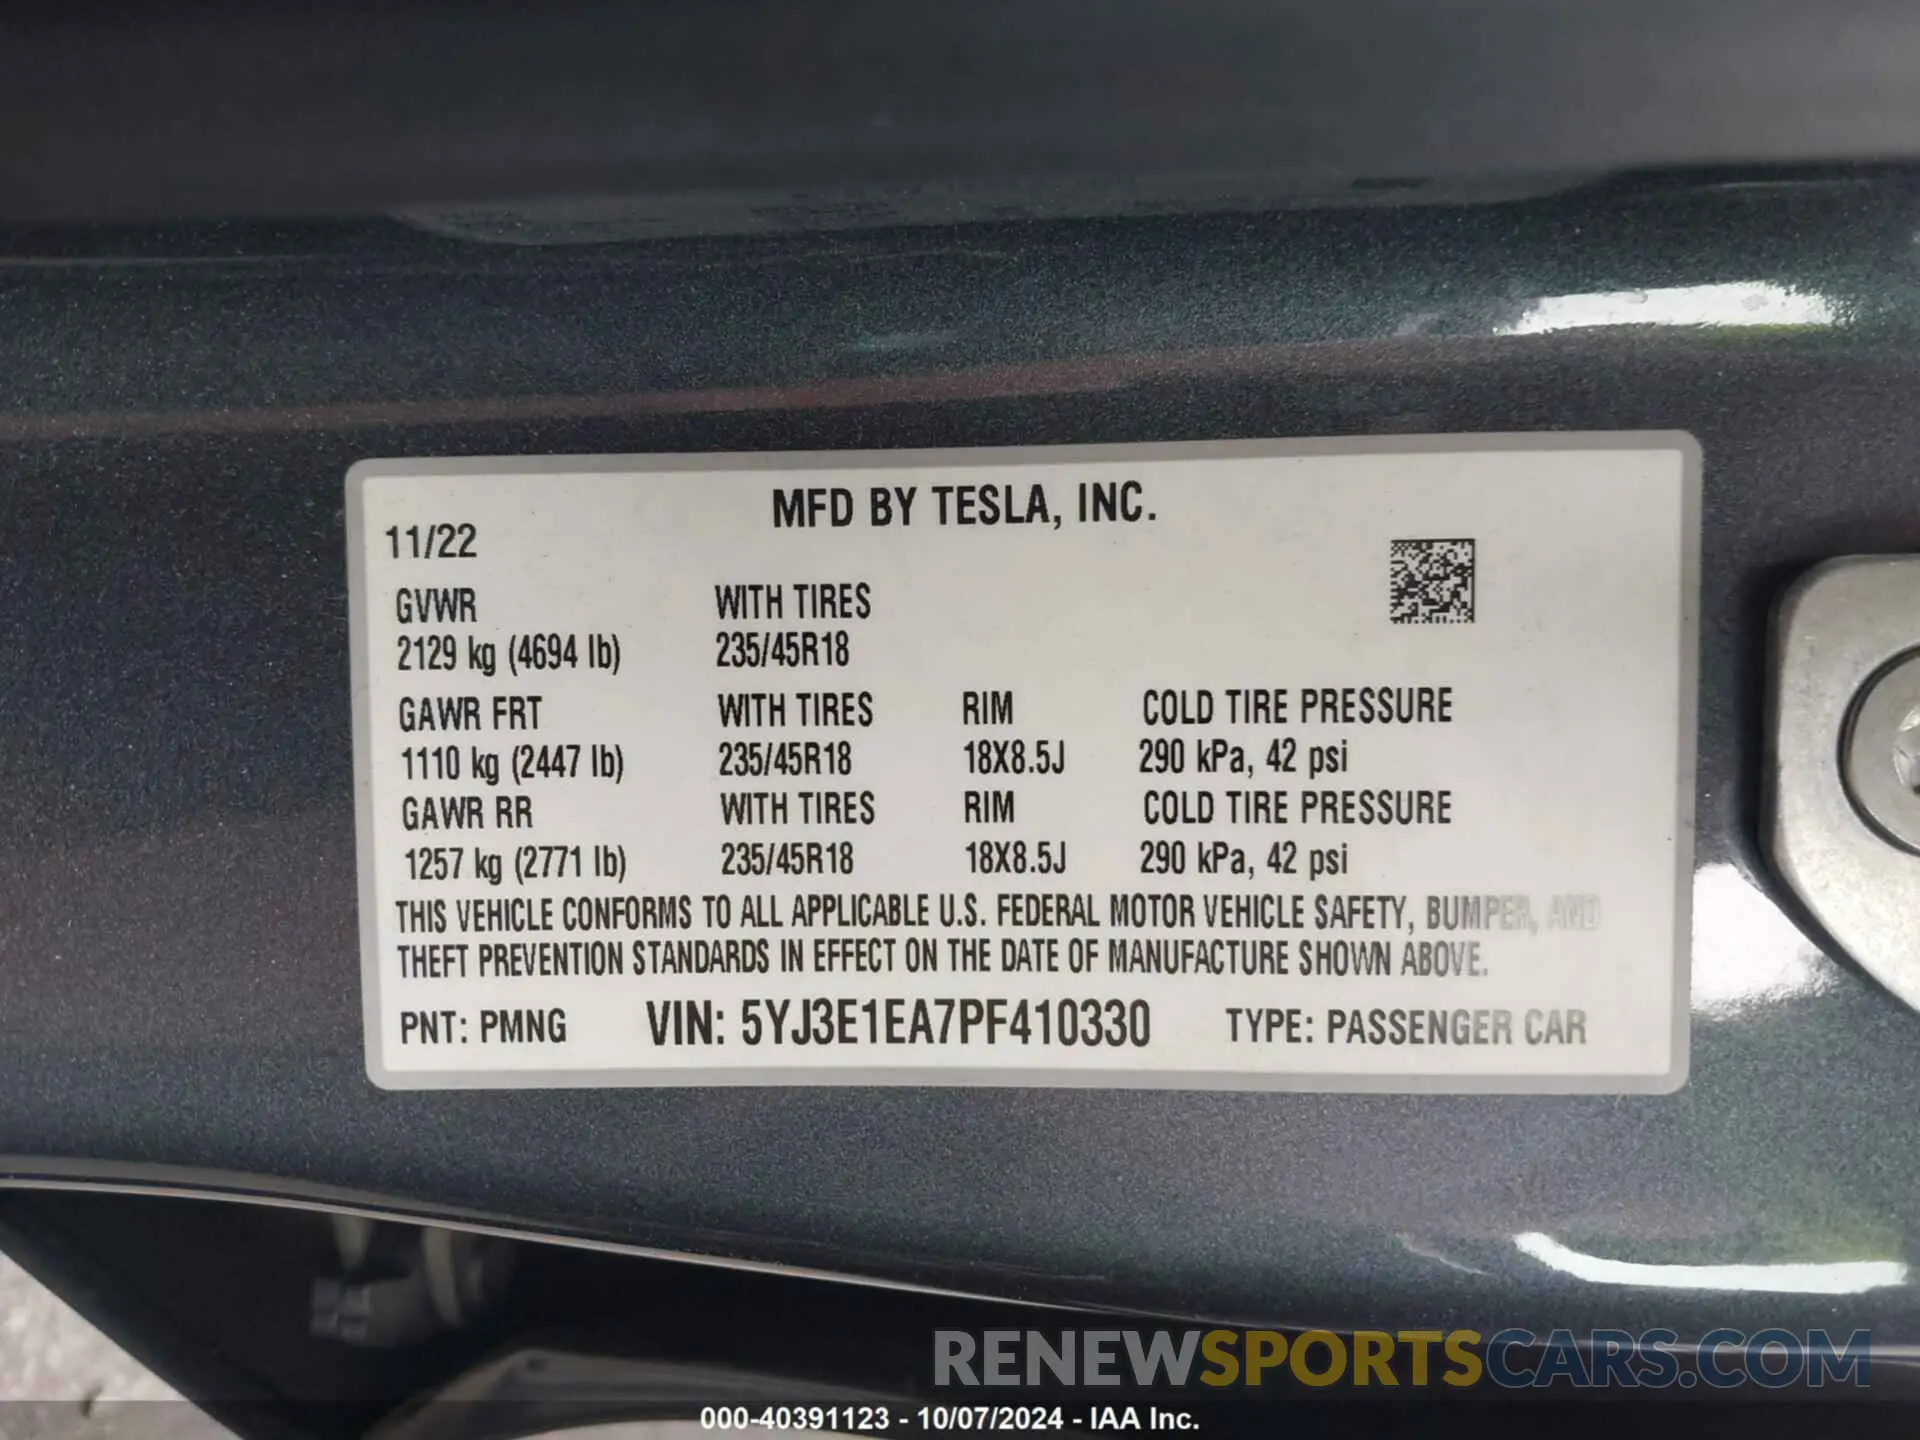 MFD BY TESLA, INC.
11/22
GVWR WITH TIRES
2129 kg (4694 lb) 235/45R18
GAWR FRT WITH TIRES RIM COLD TIRE PRESSURE
1110 kg (2447 lb) 235/45R18 18X8.5J 290 kPa, 42 psi
GAWR RR WITH TIRES RIM COLD TIRE PRESSURE
1257 kg (2771 lb) 235/45R18 18X8.5J 290 kPa, 42 psi
THIS VEHICLE CONFORMS TO ALL APPLICABLE U.S. FEDERAL MOTOR VEHICLE SAFETY, BUMPER, AND
THEFT PREVENTION STANDARDS IN EFFECT ON THE DATE OF MANUFACTURE SHOWN ABOVE.
PNT: PMNG VIN: 5YJ3E1EA7PF410330 TYPE: PASSENGER CAR
RENEWSPORTSCARS.COM
000-40391123 - 10/07/2024 - IAA Inc.